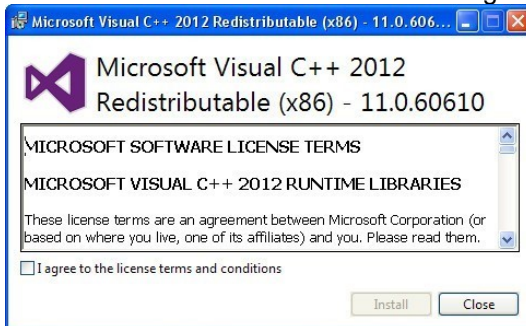 Microsoft Visual C++ 2012 Redistributable (x86) - 11.0.606...
Microsoft Visual C++ 2012
Redistributable (x86) - 11.0.60610
MICROSOFT SOFTWARE LICENSE TERMS
MICROSOFT VISUAL C++ 2012 RUNTIME LIBRARIES
These license terms are an agreement between Microsoft Corporation (or
based on where you live, one of its affiliates) and you. Please read them.
I agree to the license terms and conditions
Install Close